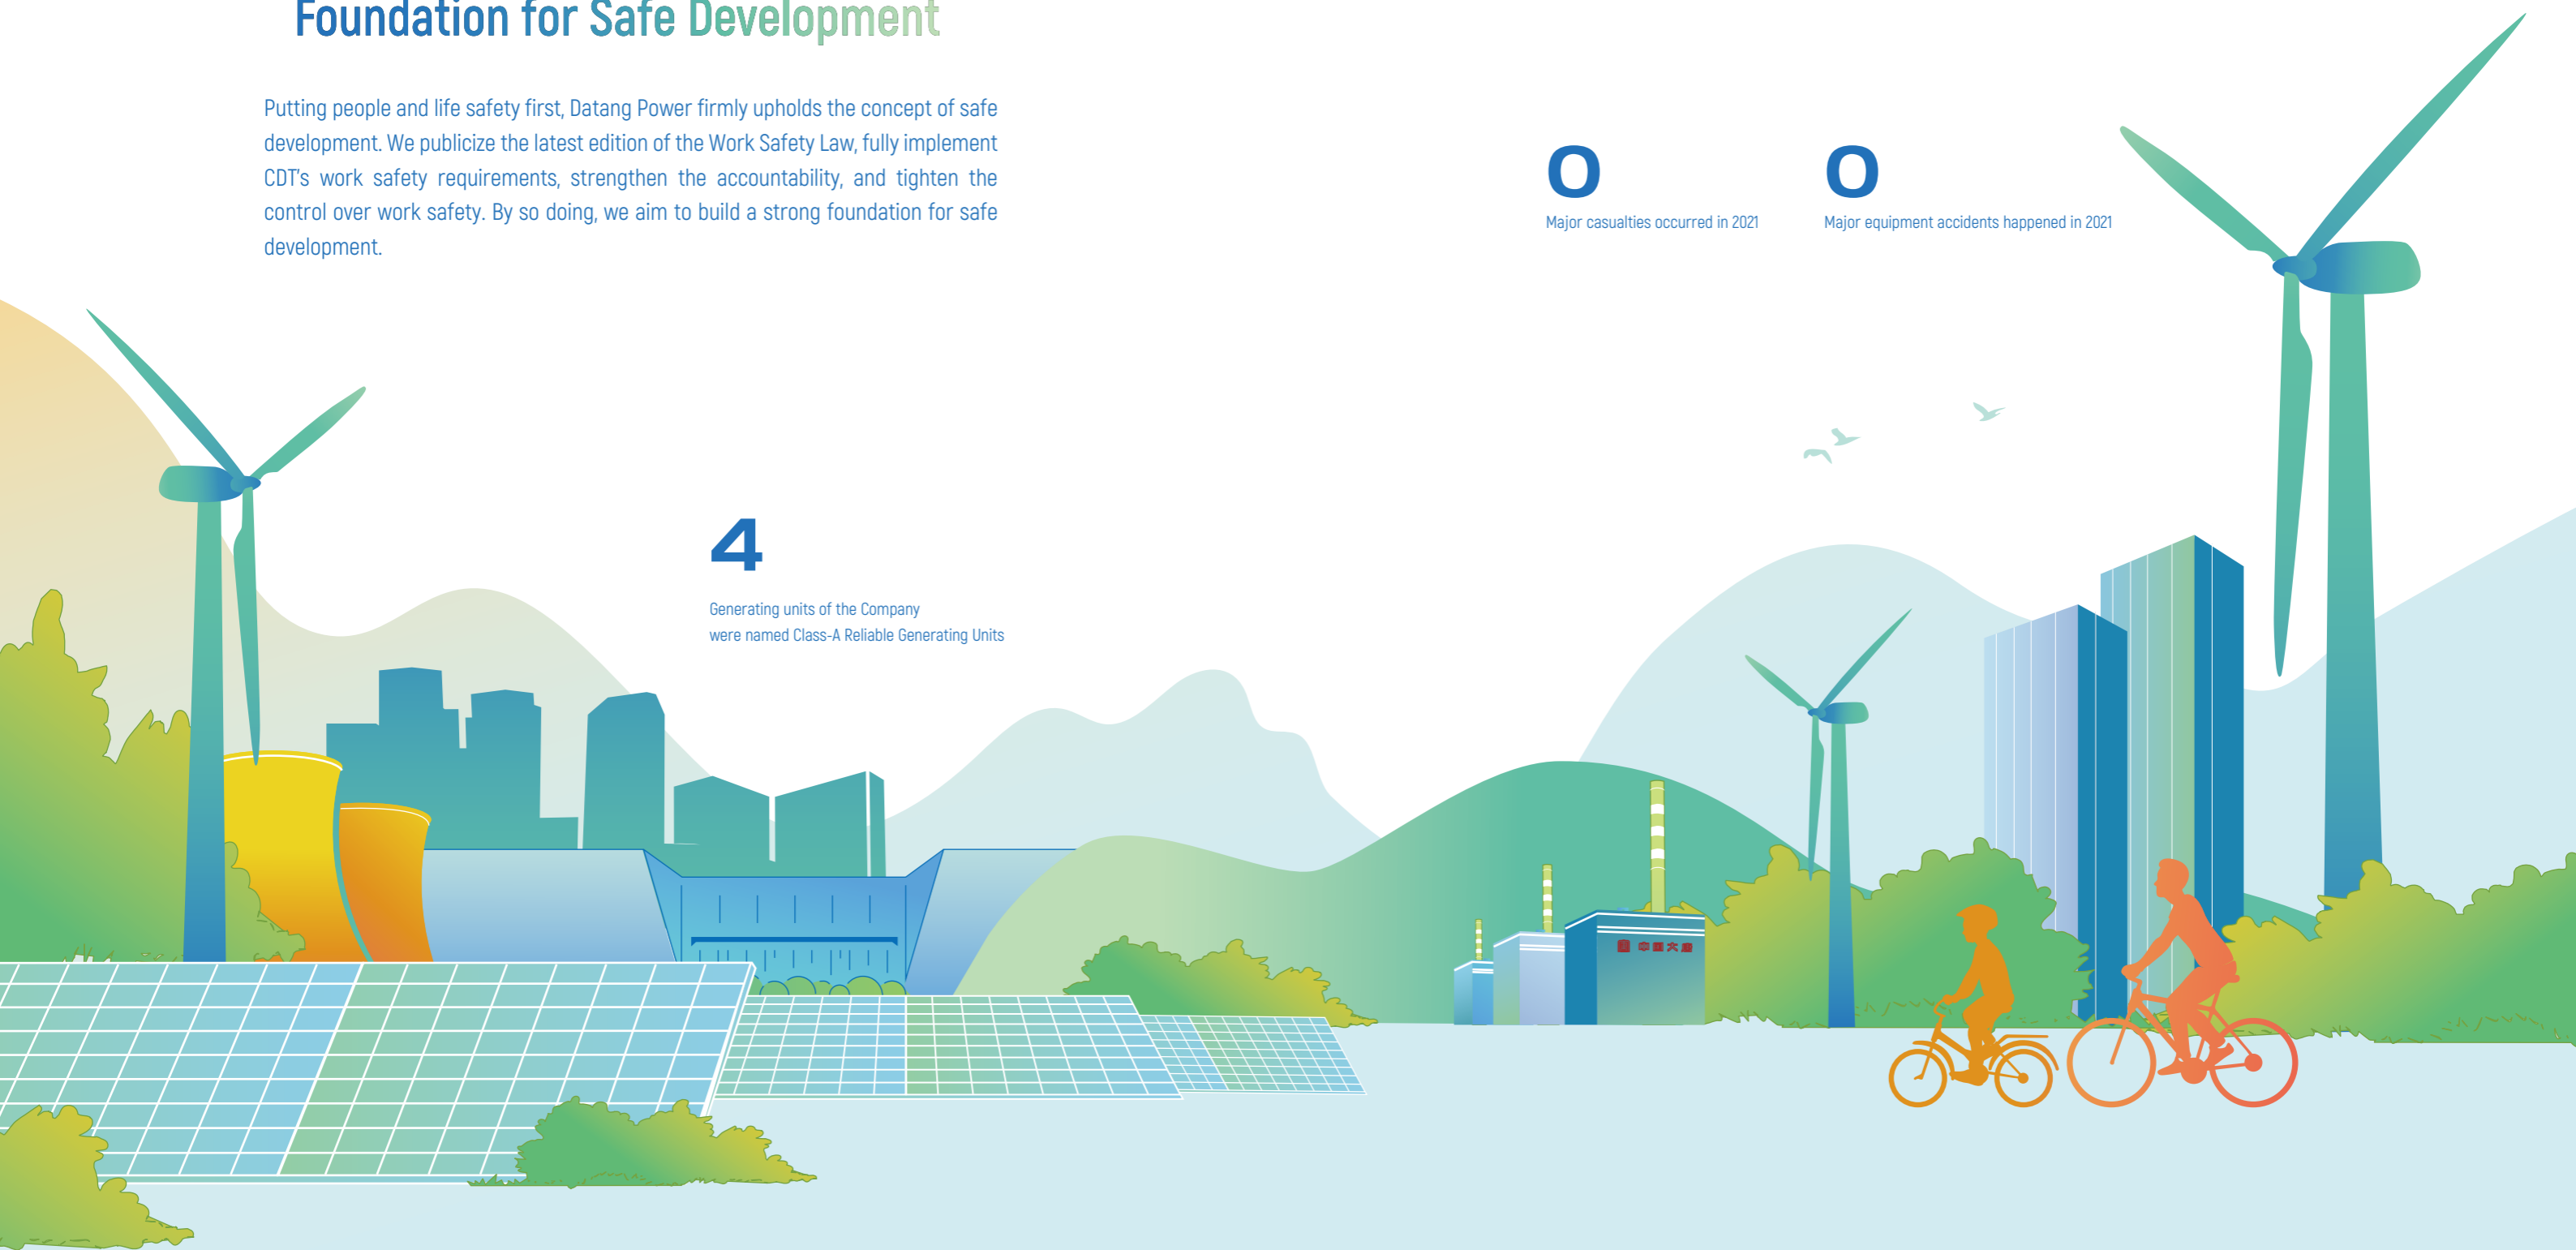 Foundation for Safe Development
Putting people and life safety first, Datang Power firmly upholds the concept of safe
development. We publicize the latest edition of the Work Safety Law, fully implement
CDT's work safety requirements, strengthen the accountability, and tighten the
control over work safety. By so doing, we aim to build a strong foundation for safe
development.
0
Major casualties occurred in 2021
0
Major equipment accidents happened in 2021
4
Generating units of the Company
were named Class-A Reliable Generating Units
中国大唐